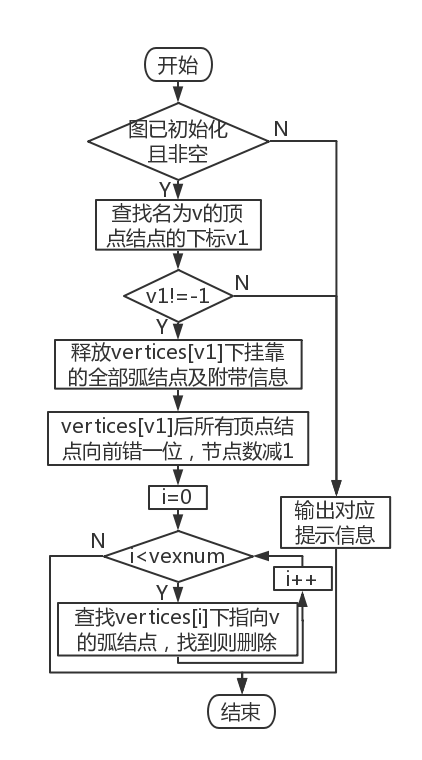 开始
图已初始化
且非空
N
Y
查找名为v的顶
点结点的下标v1
v1!=-1
N
Y
释放vertices[v1]下挂靠
的全部弧结点及附带信息
vertices[v1]后所有顶点结
点向前错一位，节点数减1
i=0
输出对应
提示信息
N
i<vexnum
i++
Y
查找vertices[i]下指向v
的弧结点，找到则删除
结束